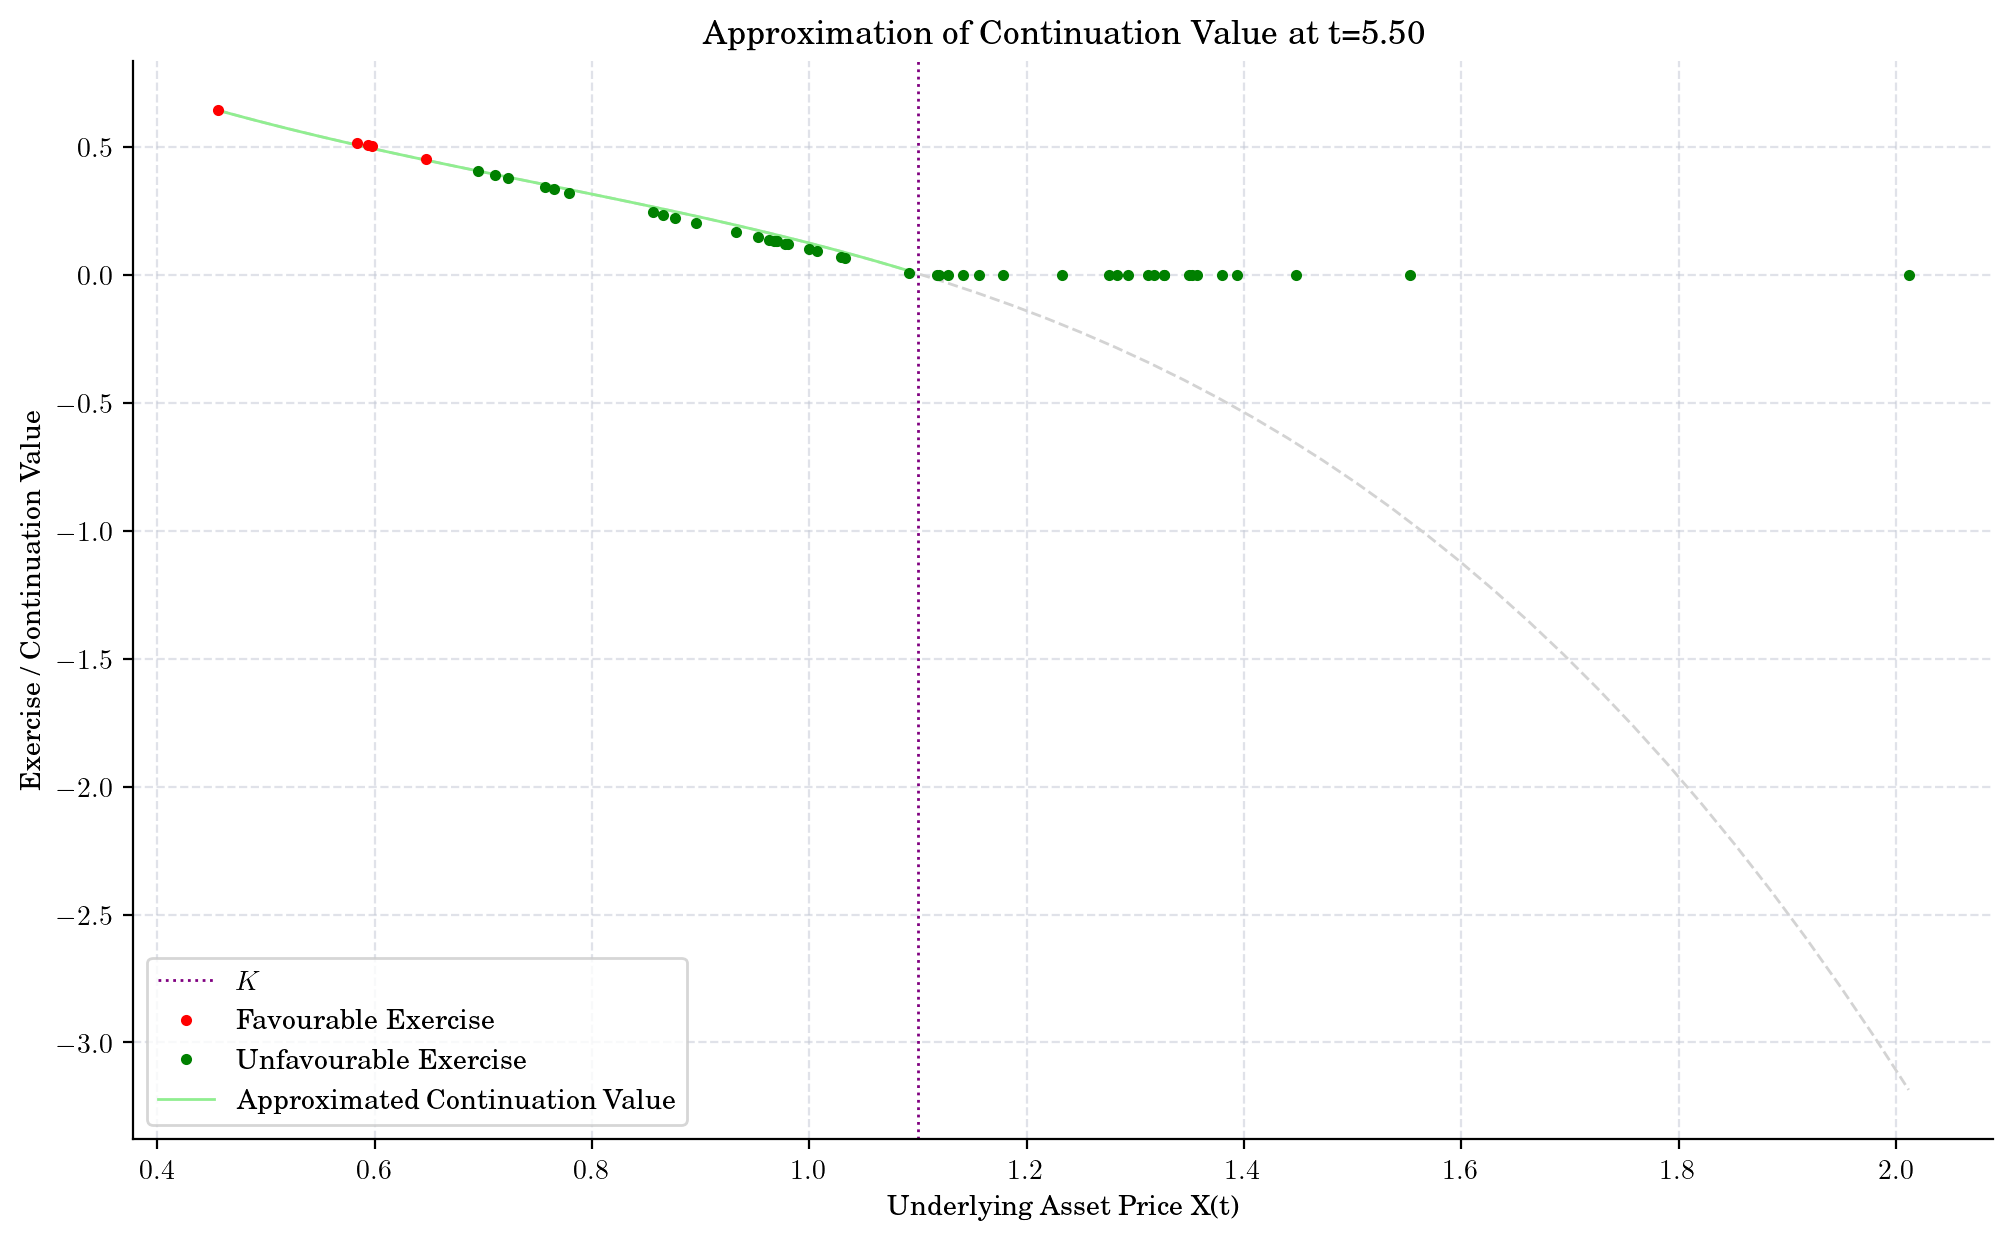 Approximation of Continuation Value at t=5.50
Exercise / Continuation Value
0.5
0.0
−0.5
−1.0
−1.5
−2.0
−2.5
−3.0
K
Favourable Exercise
Unfavourable Exercise
Approximated Continuation Value
0.4 0.6 0.8 1.0 1.2 1.4 1.6 1.8 2.0
Underlying Asset Price X(t)